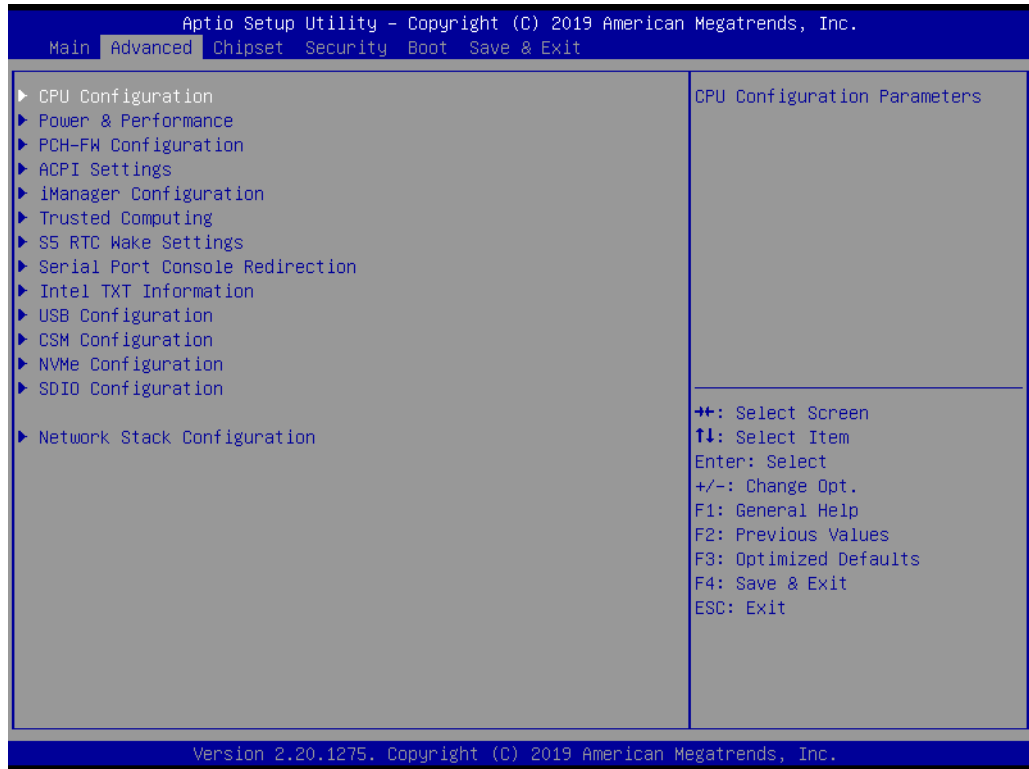 Aptio Setup Utility – Copyright (C) 2019 American Megatrends, Inc.
Main Advanced Chipset Security Boot Save & Exit
▶ CPU Configuration
▶ Power & Performance
▶ PCH-FW Configuration
▶ ACPI Settings
▶ iManager Configuration
▶ Trusted Computing
▶ S5 RTC Wake Settings
▶ Serial Port Console Redirection
▶ Intel TXT Information
▶ USB Configuration
▶ CSM Configuration
▶ NVMe Configuration
▶ SDIO Configuration
▶ Network Stack Configuration
CPU Configuration Parameters
→←: Select Screen
↑↓: Select Item
Enter: Select
+/-: Change Opt.
F1: General Help
F2: Previous Values
F3: Optimized Defaults
F4: Save & Exit
ESC: Exit
Version 2.20.1275. Copyright (C) 2019 American Megatrends, Inc.